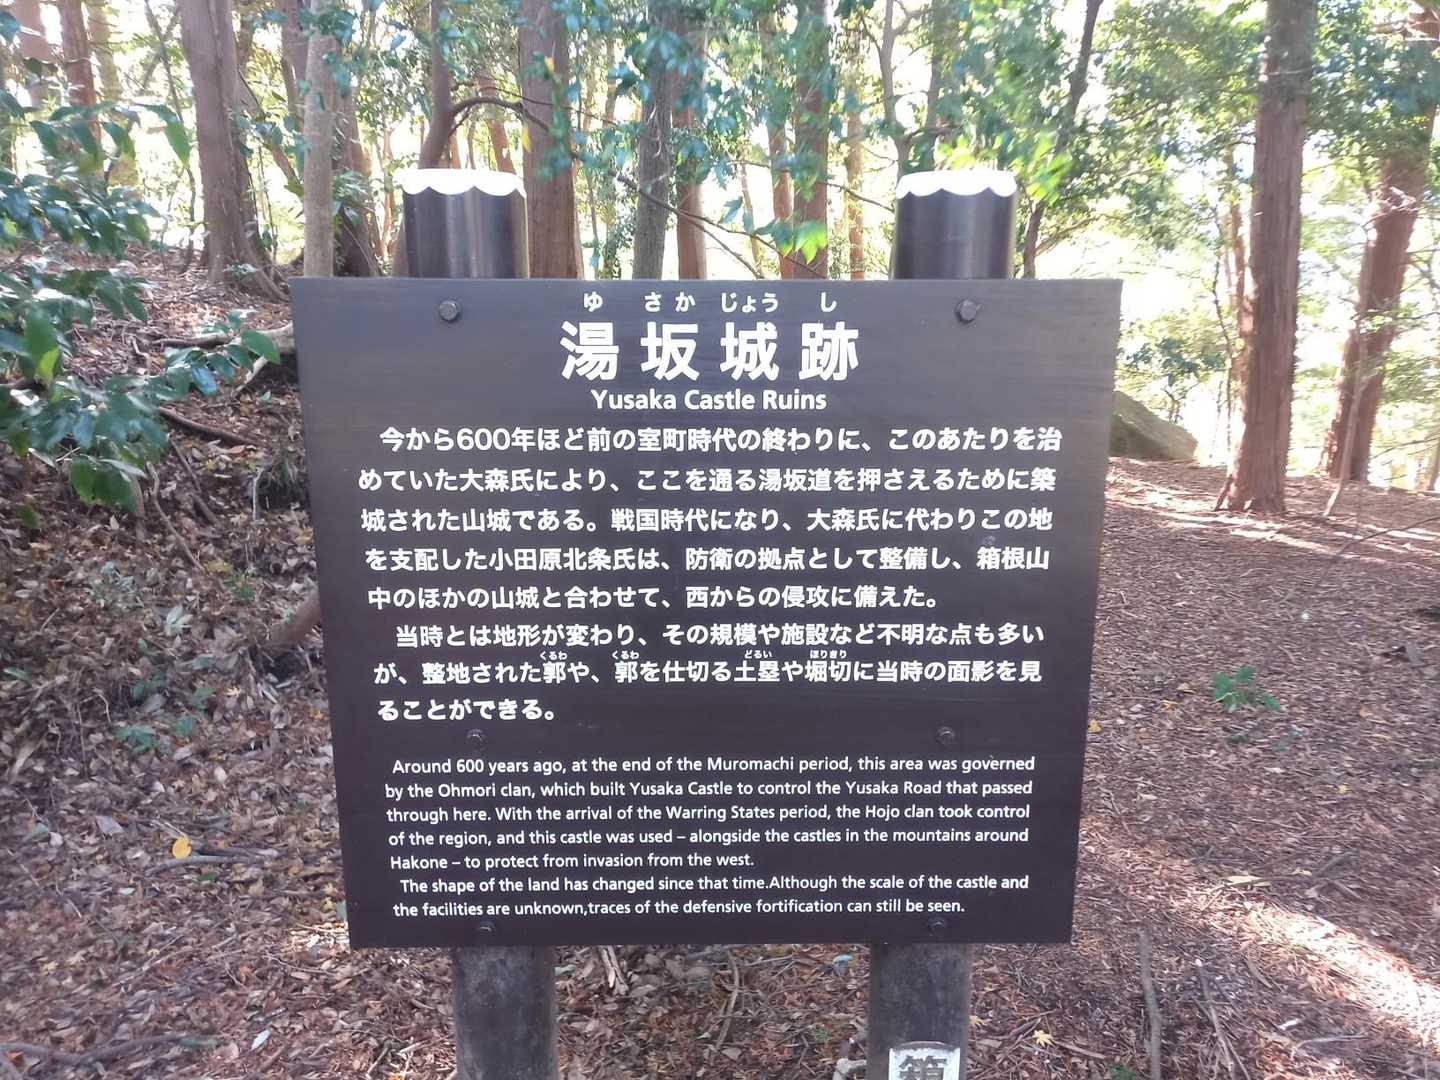 ゆ さか じょう し
湯坂城跡
Yusaka Castle Ruins
今から600年ほど前の室町時代の終わりに、このあたりを治
めていた大森氏により、ここを通る湯坂道を押さえるために築
城された山城である。戦国時代になり、大森氏に代わりこの地
を支配した小田原北条氏は、防衛の拠点として整備し、箱根山
中のほかの山城と合わせて、西からの侵攻に備えた。
当時とは地形が変わり、その規模や施設など不明な点も多い
くるわ くるわ どるい ほりきり
が、整地された郭や、郭を仕切る土塁や堀切に当時の面影を見
ることができる。
Around 600 years ago, at the end of the Muromachi period, this area was governed
by the Ohmori clan, which built Yusaka Castle to control the Yusaka Road that passed
through here. With the arrival of the Warring States period, the Hojo clan took control
of the region, and this castle was used – alongside the castles in the mountains around
Hakone – to protect from invasion from the west.
The shape of the land has changed since that time.Although the scale of the castle and
the facilities are unknown,traces of the defensive fortification can still be seen.